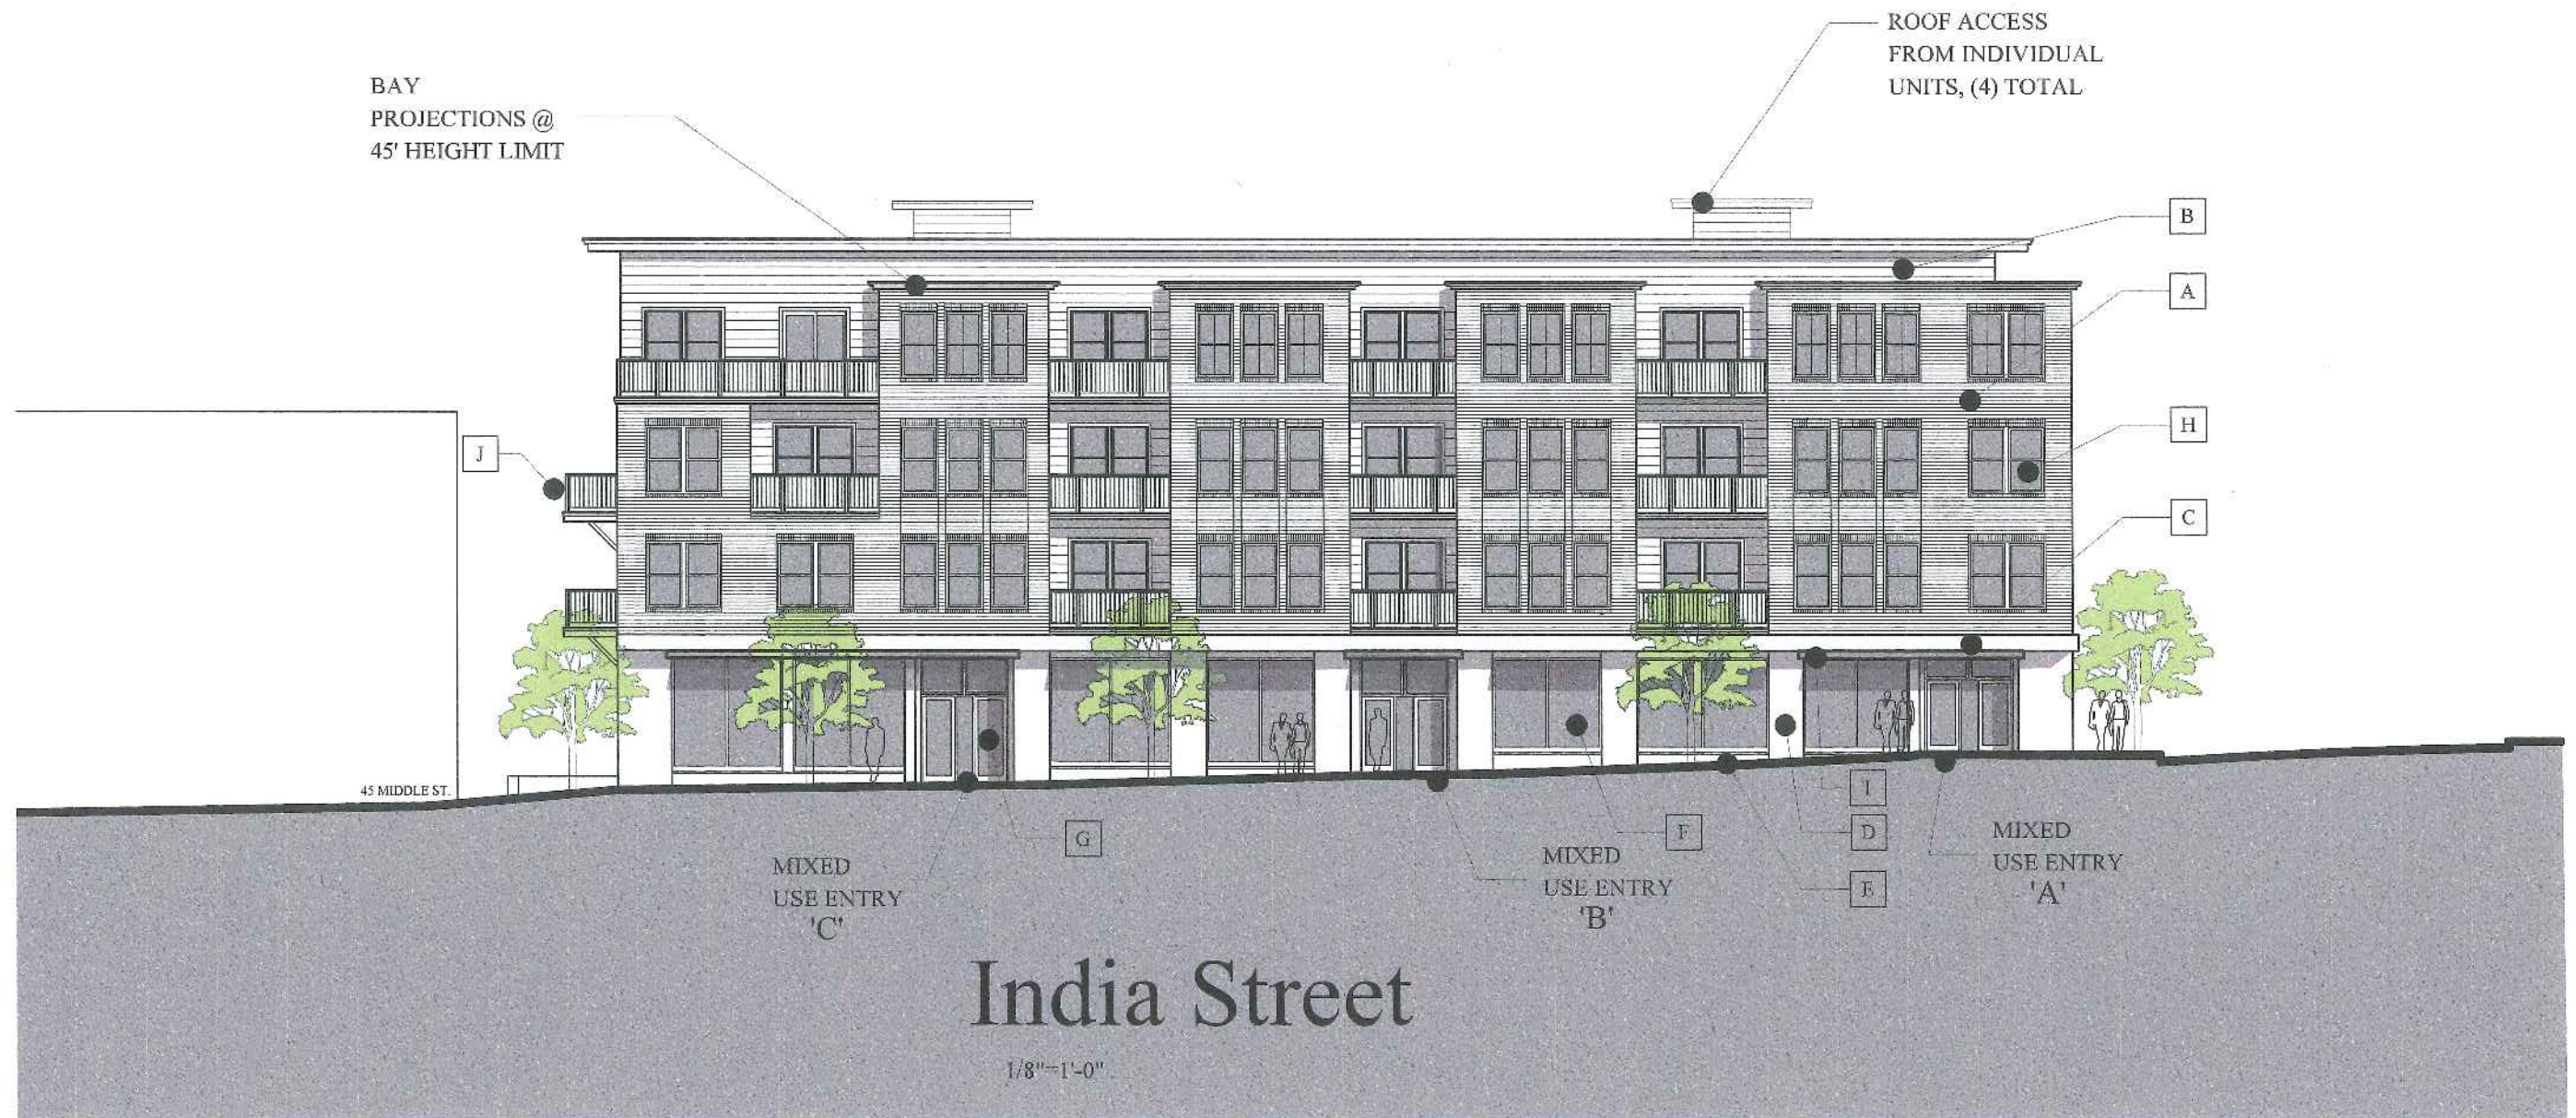 ROOF ACCESS
FROM INDIVIDUAL
UNITS, (4) TOTAL
BAY
PROJECTIONS @
45' HEIGHT LIMIT
B
A
H
J
C
45 MIDDLE ST.
I
G
F
D
E
MIXED
USE ENTRY
'C'
MIXED
USE ENTRY
'B'
MIXED
USE ENTRY
'A'
India Street
1/8"=1'-0"